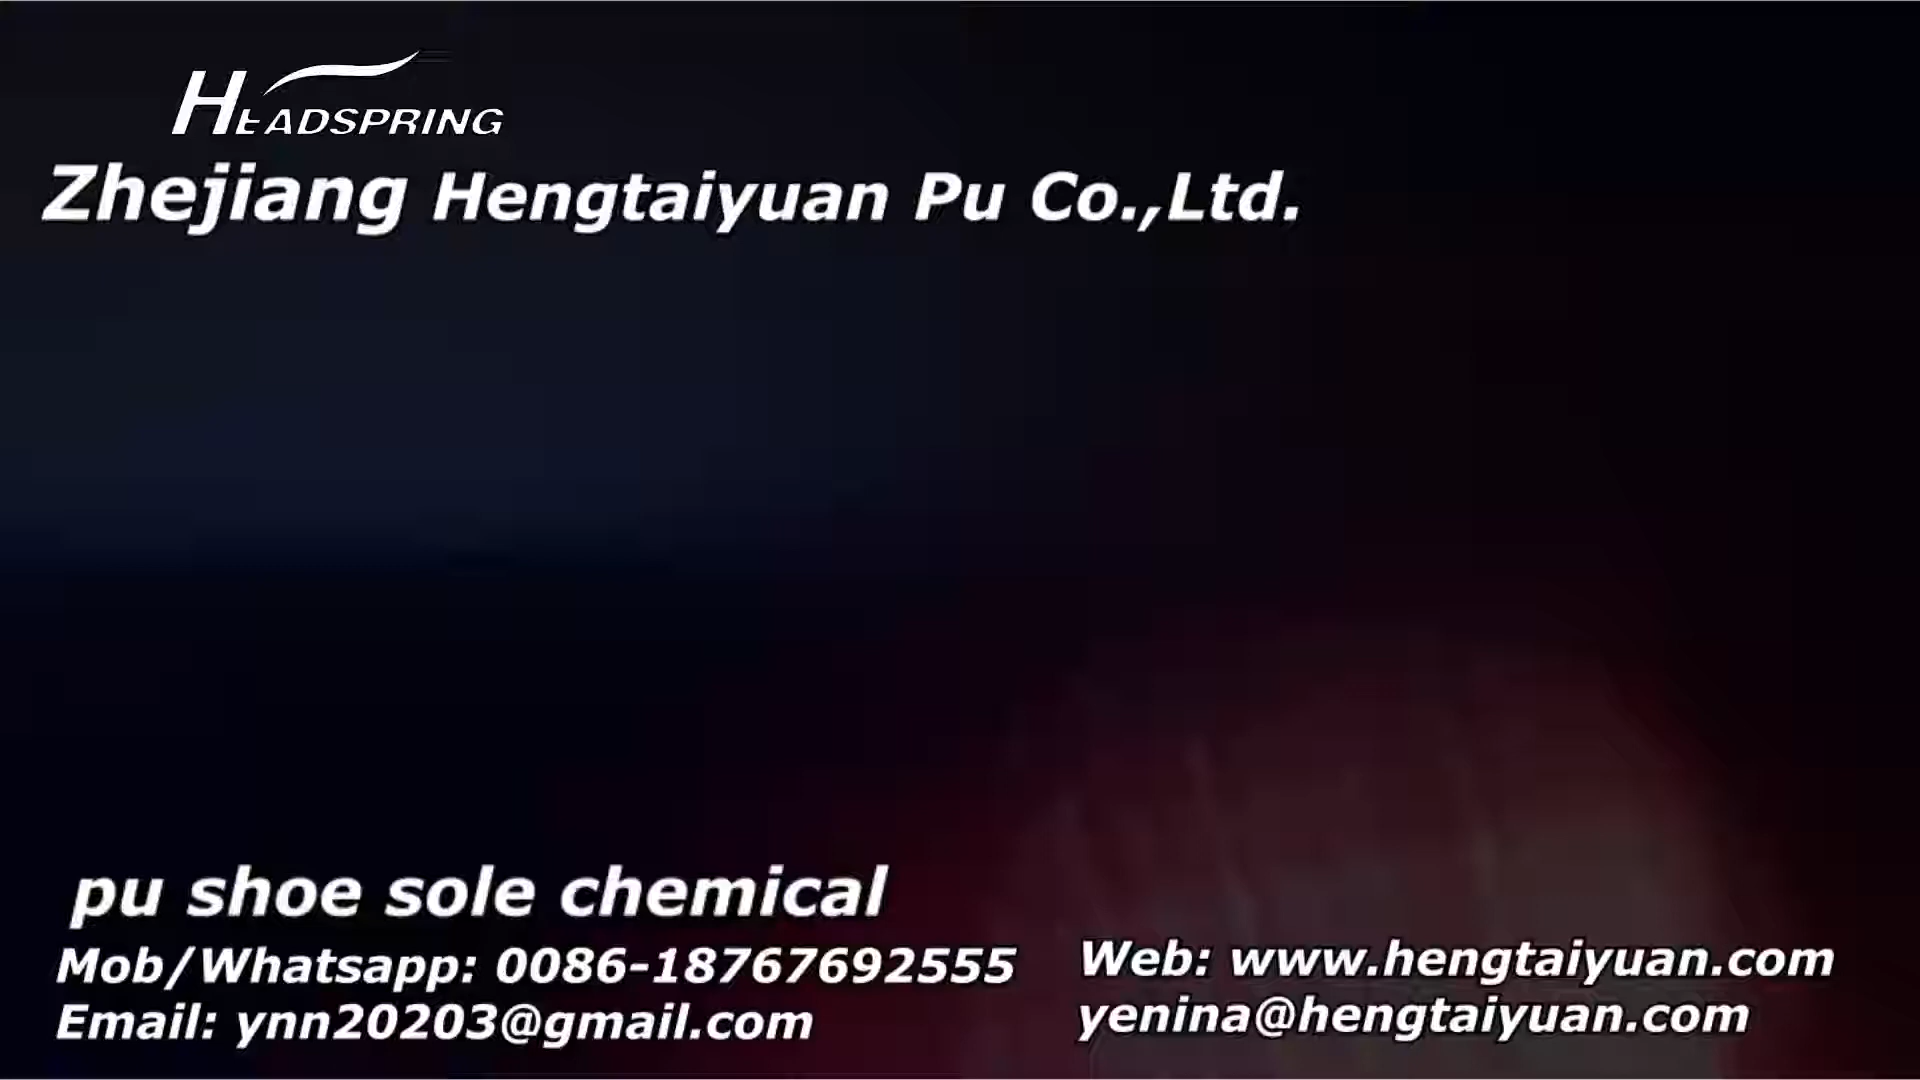 HEADSPRING
Zhejiang Hengtaiyuan Pu Co.,Ltd.
pu shoe sole chemical
Mob/Whatsapp: 0086-18767692555
Email: ynn20203@gmail.com
Web: www.hengtaiyuan.com
yenina@hengtaiyuan.com